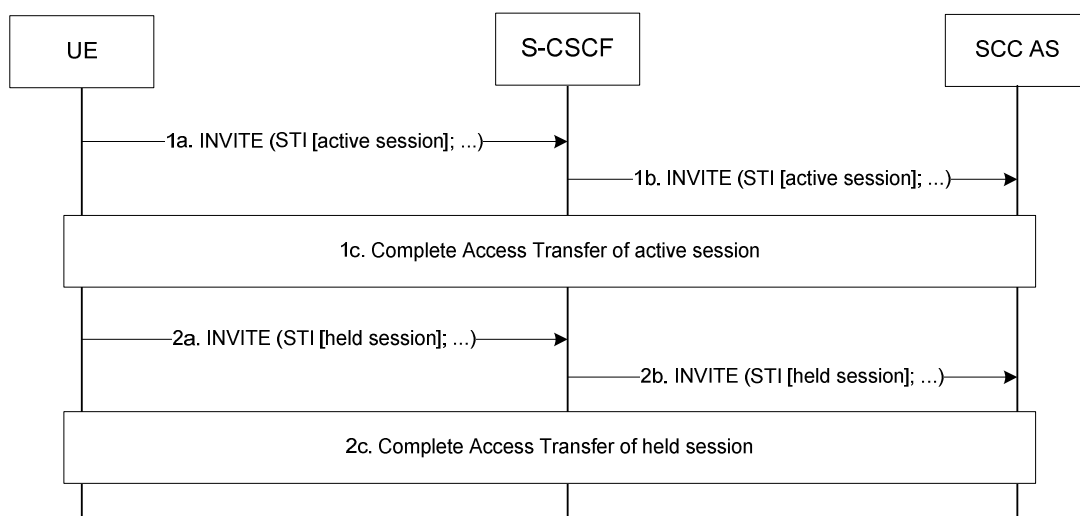 UE
S-CSCF
SCC AS
1a. INVITE (STI [active session]; ...)
1b. INVITE (STI [active session]; ...)
1c. Complete Access Transfer of active session
2a. INVITE (STI [held session]; ...)
2b. INVITE (STI [held session]; ...)
2c. Complete Access Transfer of held session